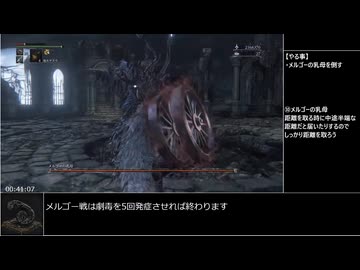 【やる事】
・メルゴーの乳母を倒す
⑩メルゴーの乳母
距離を取る時に中途半端な
距離だと届いたりするので
しっかり距離を取ろう
00:41:07
メルゴー戦は劇毒を5回発症させれば終わります